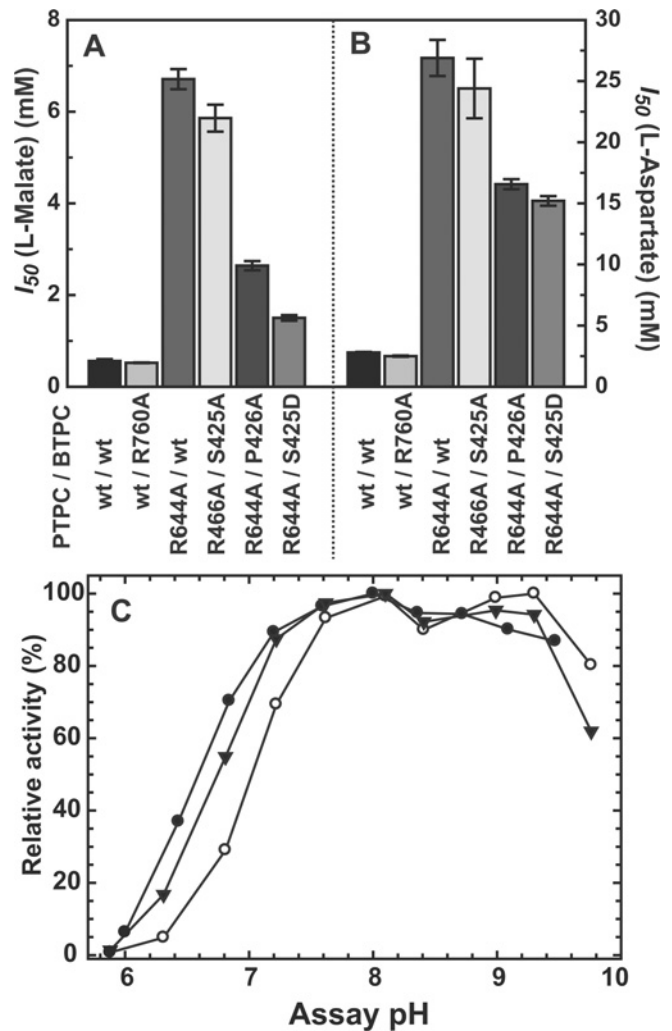 A
B
8
6
4
2
0
I50 (L-Malate) (mM)
30
25
20
15
10
5
0
I50 (L-Aspartate) (mM)
PTPC / BTPC
wt / wt
wt / R760A
R644A / wt
R466A / S425A
R644A / P426A
R644A / S425D
wt / wt
wt / R760A
R644A / wt
R466A / S425A
R644A / P426A
R644A / S425D
C
100
80
60
40
20
0
Relative activity (%)
6
7
8
9
10
Assay pH